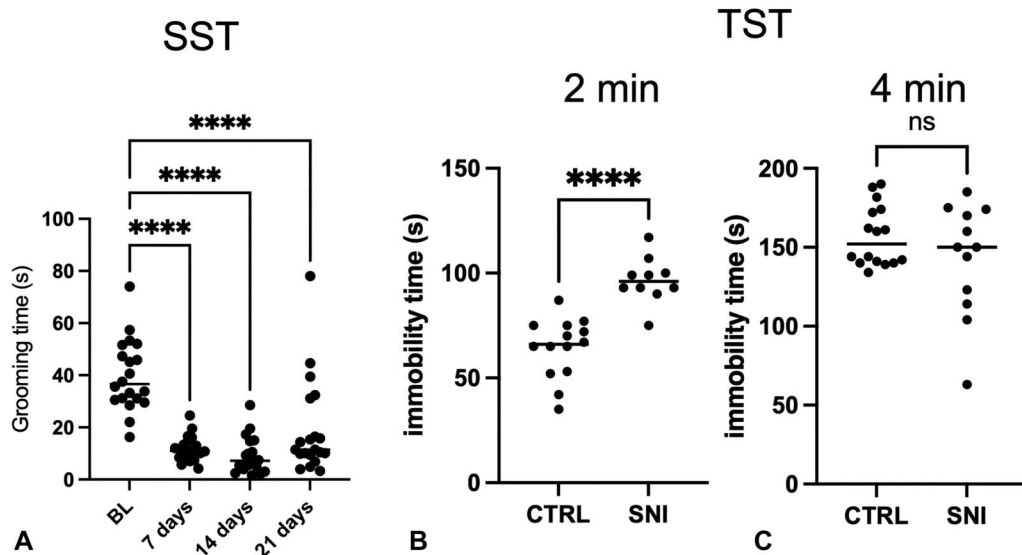 SST
TST
2 min
4 min
ns
****
****
****
****
Grooming time (s)
100
80
60
40
20
0
BL
7 days
14 days
21 days
A
immobility time (s)
150
100
50
0
CTRL
SNI
B
immobility time (s)
200
150
100
50
0
CTRL
SNI
C